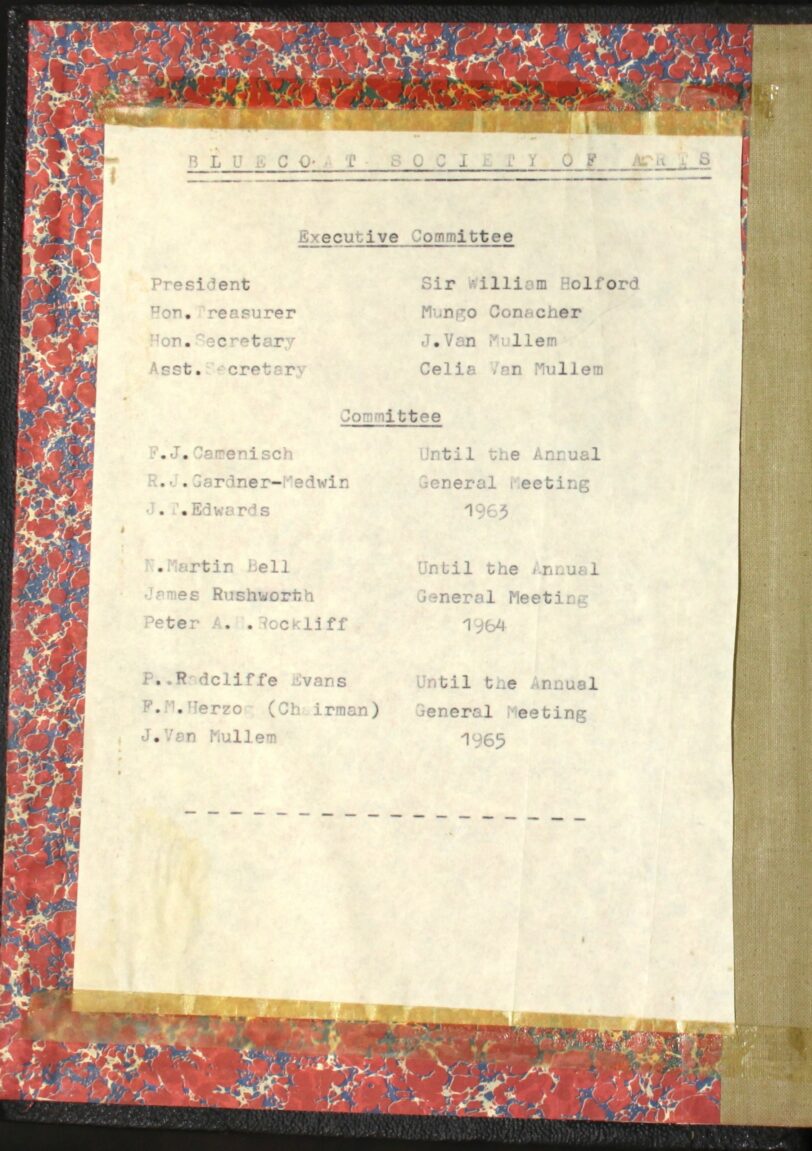 BLUECOAT SOCIETY OF ARTS
Executive Committee
President Sir William Holford
Hon.Treasurer Mungo Conacher
Hon.Secretary J.Van Mullem
Asst.Secretary Celia Van Mullem
Committee
F.J.Camenisch Until the Annual
R.J.Gardner-Medwin General Meeting
J.T.Edwards 1963
N.Martin Bell Until the Annual
James Rushworth General Meeting
Peter A.H.Rockliff 1964
P..Radcliffe Evans Until the Annual
F.M.Herzog (Chairman) General Meeting
J.Van Mullem 1965